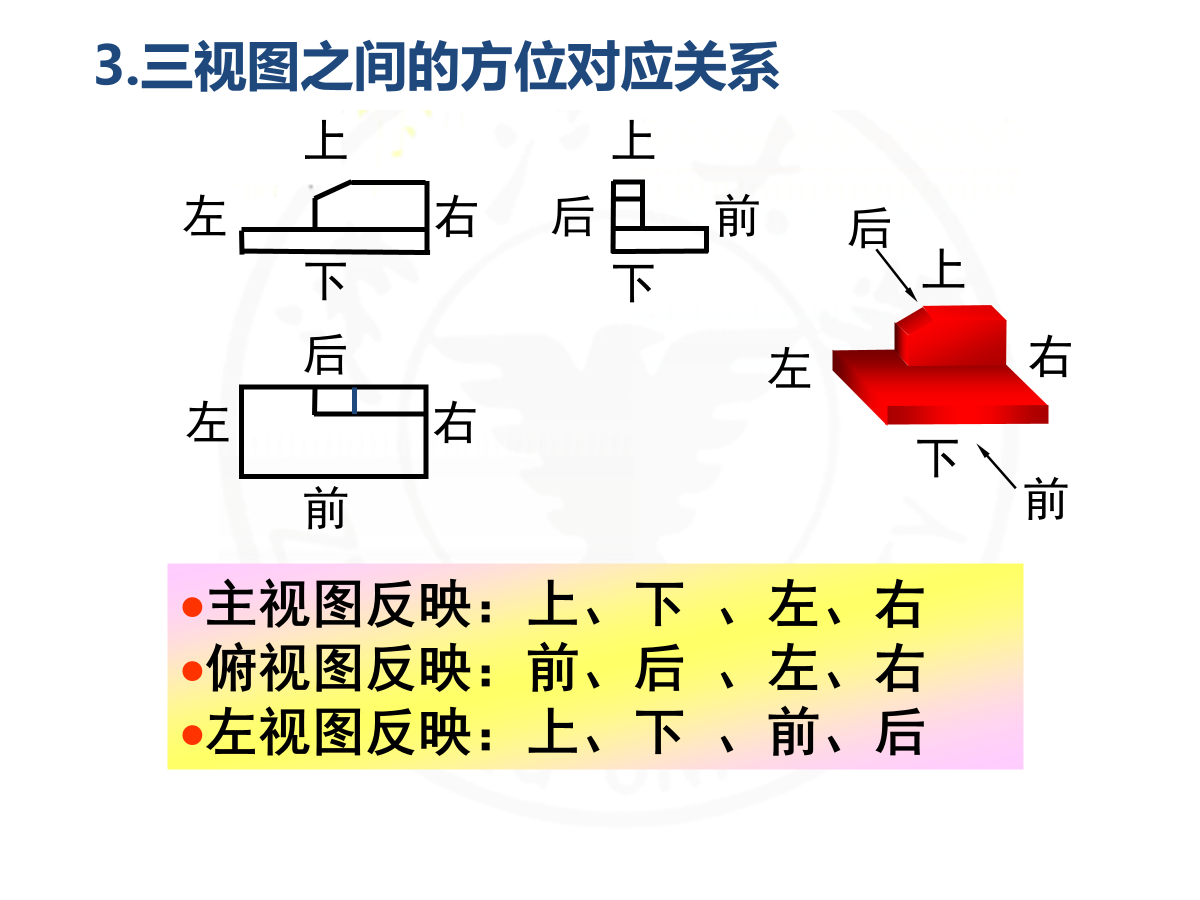 3.三视图之间的方位对应关系
上
左
右
下
上
后
前
下
后
左
右
前
后
上
左
右
下
前
•主视图反映：上、下 、左、右
•俯视图反映：前、后 、左、右
•左视图反映：上、下 、前、后